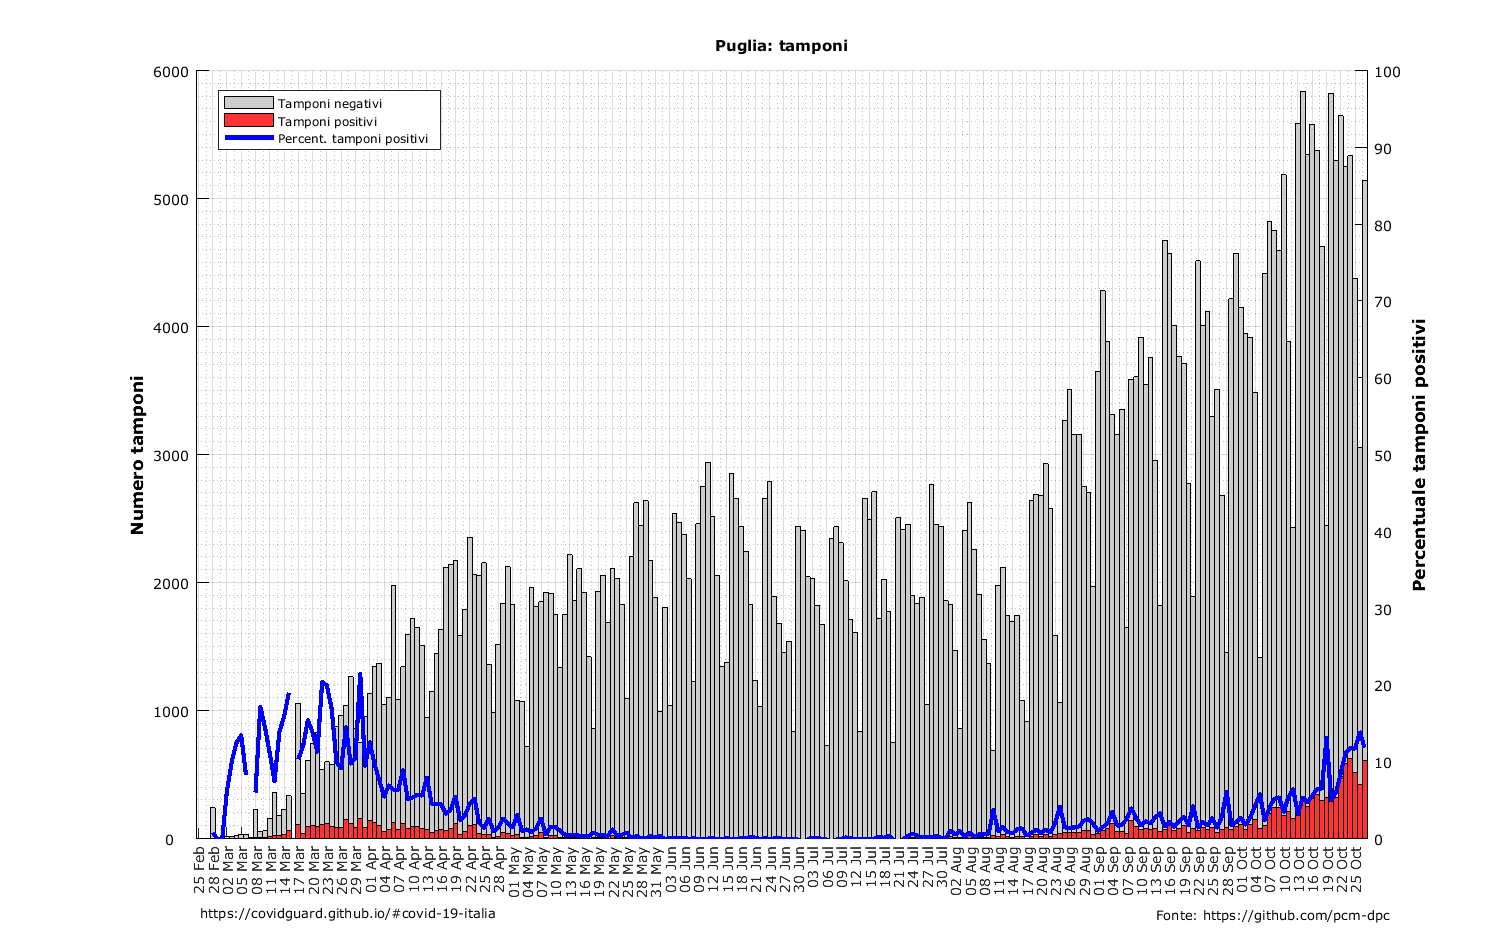 Puglia: tamponi
6000
5000
4000
3000
2000
1000
0
Numero tamponi
Tamponi negativi
Tamponi positivi
Percent. tamponi positivi
100
90
80
70
60
50
40
30
20
10
0
Percentuale tamponi positivi
25 Feb
28 Feb
02 Mar
05 Mar
08 Mar
11 Mar
14 Mar
17 Mar
20 Mar
23 Mar
26 Mar
29 Mar
01 Apr
04 Apr
07 Apr
10 Apr
13 Apr
16 Apr
19 Apr
22 Apr
25 Apr
28 Apr
01 May
04 May
07 May
10 May
13 May
16 May
19 May
22 May
25 May
28 May
31 May
03 Jun
06 Jun
09 Jun
12 Jun
15 Jun
18 Jun
21 Jun
24 Jun
27 Jun
30 Jun
03 Jul
06 Jul
09 Jul
12 Jul
15 Jul
18 Jul
21 Jul
24 Jul
27 Jul
30 Jul
02 Aug
05 Aug
08 Aug
11 Aug
14 Aug
17 Aug
20 Aug
23 Aug
26 Aug
29 Aug
01 Sep
04 Sep
07 Sep
10 Sep
13 Sep
16 Sep
19 Sep
22 Sep
25 Sep
28 Sep
01 Oct
04 Oct
07 Oct
10 Oct
13 Oct
16 Oct
19 Oct
22 Oct
25 Oct
https://covidguard.github.io/#covid-19-italia
Fonte: https://github.com/pcm-dpc